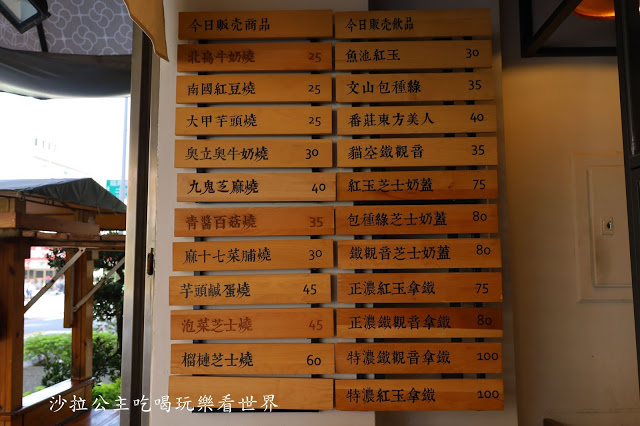 今日販売商品
北島牛奶燒 25
南國紅豆燒 25
大甲芋頭燒 25
奧立奧牛奶燒 30
九鬼芝麻燒 40
青醬百菇燒 35
麻十七菜脯燒 30
芋頭鹹蛋燒 45
泡菜芝士燒 45
榴槤芝士燒 60
今日販売飲品
魚池紅玉 30
文山包種綠 35
番莊東方美人 40
貓空鐵觀音 35
紅玉芝士奶蓋 75
包種綠芝士奶蓋 80
鐵觀音芝士奶蓋 80
正濃紅玉拿鐵 75
正濃鐵觀音拿鐵 80
特濃鐵觀音拿鐵 100
特濃紅玉拿鐵 100
沙拉公主吃喝玩樂看世界